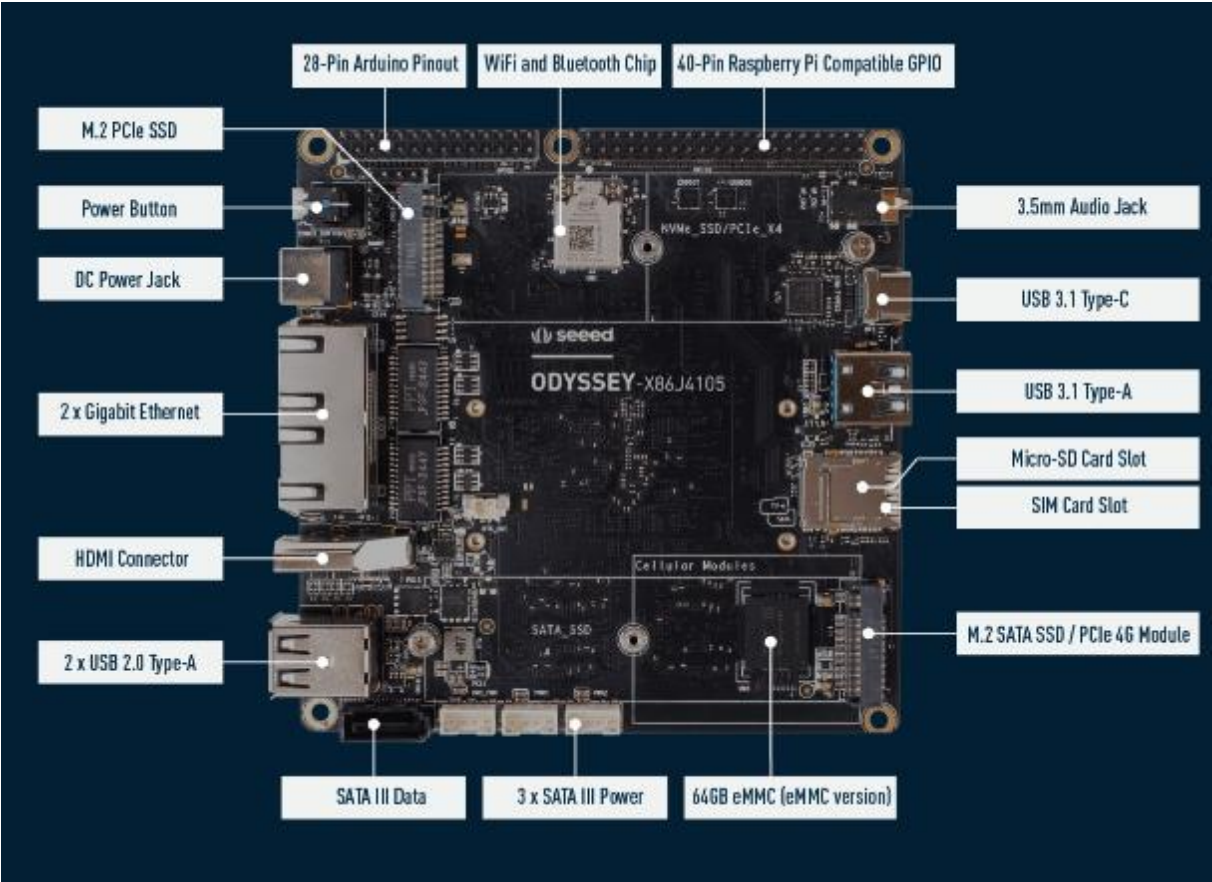 28-Pin Arduino Pinout
WiFi and Bluetooth Chip
40-Pin Raspberry Pi Compatible GPIO
M.2 PCIe SSD
Power Button
DC Power Jack
2 x Gigabit Ethernet
HDMI Connector
2 x USB 2.0 Type-A
3.5mm Audio Jack
USB 3.1 Type-C
USB 3.1 Type-A
Micro-SD Card Slot
SIM Card Slot
M.2 SATA SSD / PCIe 4G Module
NVMe_SSD/PCIe_X4
seeed
ODYSSEY-X86J4105
Cellular Modules
SATA_SSD
SATA III Data
3 x SATA III Power
64GB eMMC (eMMC version)